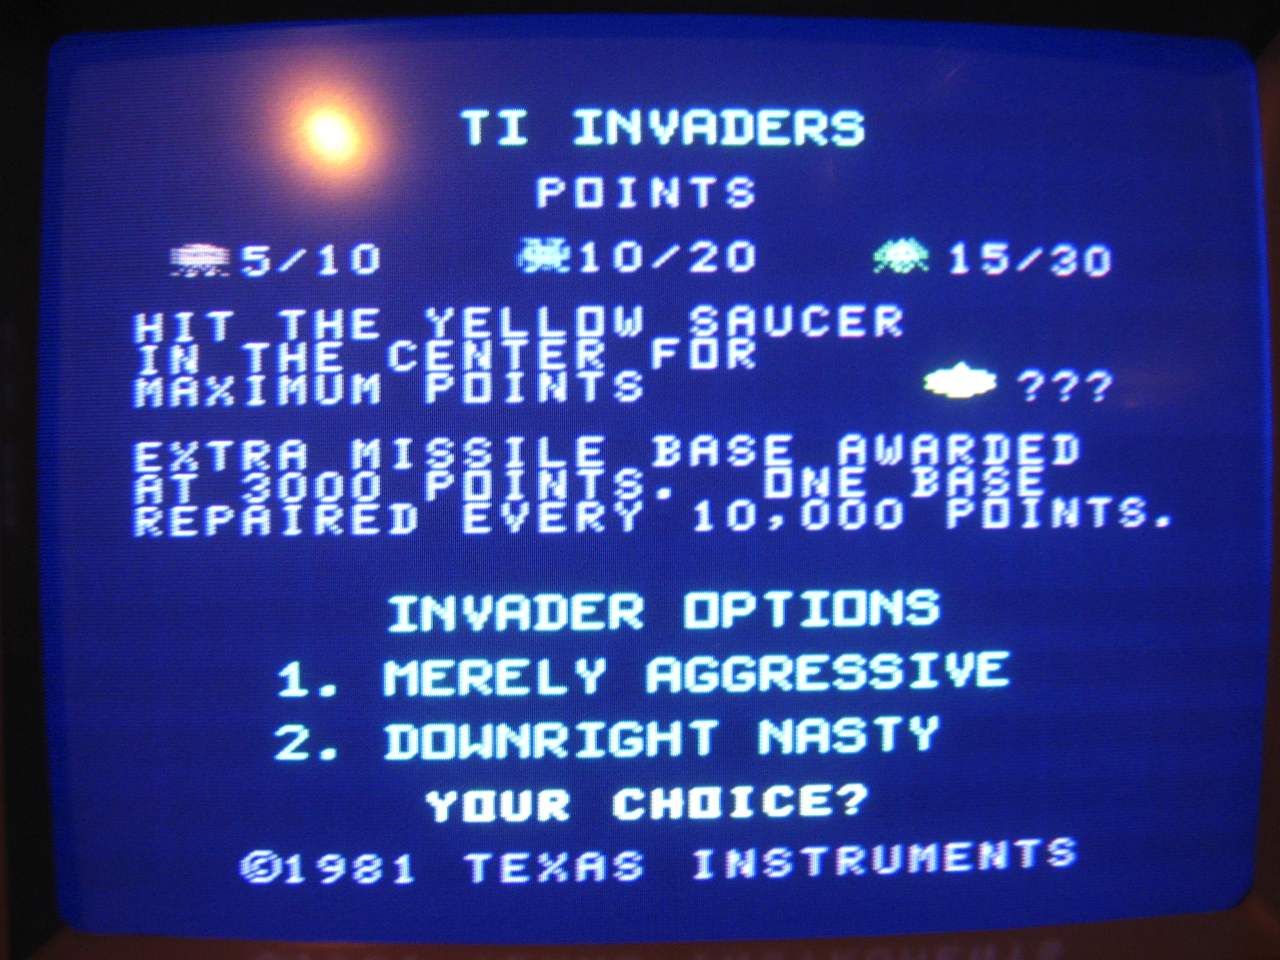 TI INVADERS
POINTS
5/10 10/20 15/30
HIT THE YELLOW SAUCER
IN THE CENTER FOR
MAXIMUM POINTS ???
EXTRA MISSILE BASE AWARDED
AT 3000 POINTS. ONE BASE
REPAIRED EVERY 10,000 POINTS.
INVADER OPTIONS
1. MERELY AGGRESSIVE
2. DOWNRIGHT NASTY
YOUR CHOICE?
©1981 TEXAS INSTRUMENTS